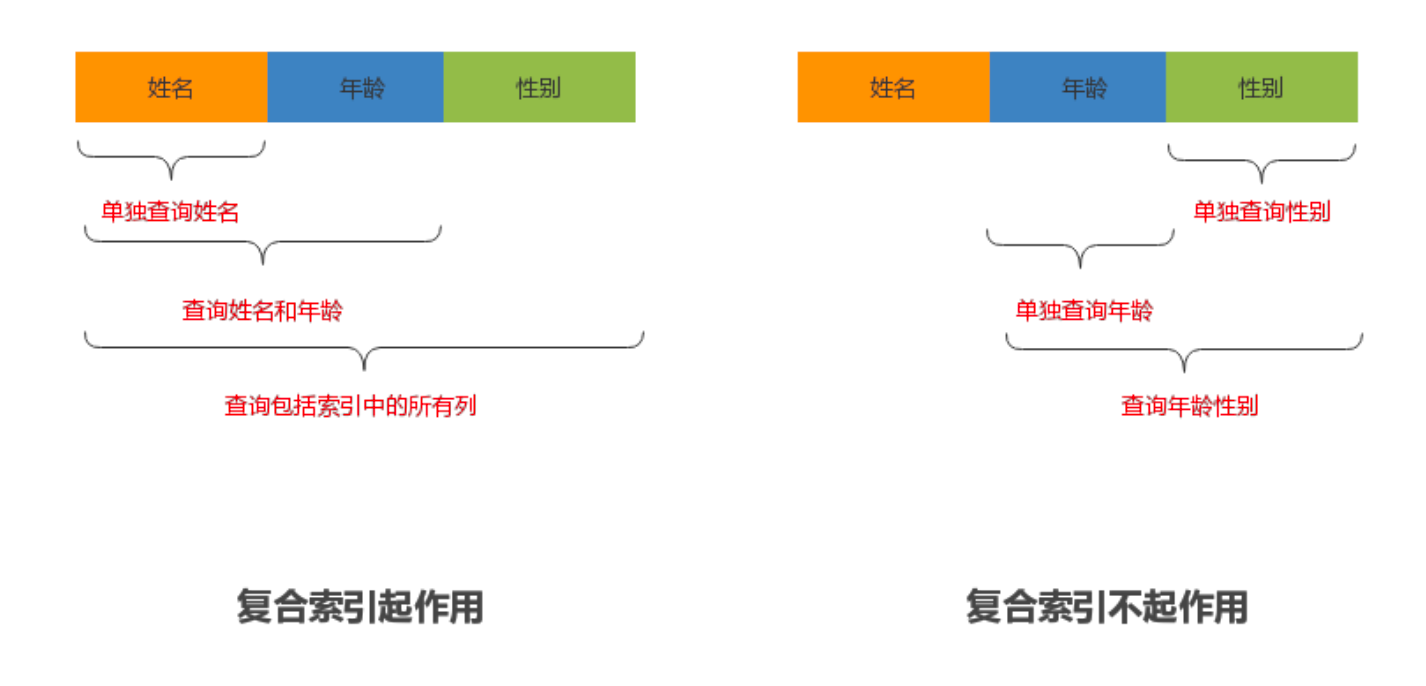 姓名 年龄 性别
单独查询姓名
查询姓名和年龄
查询包括索引中的所有列
复合索引起作用
姓名 年龄 性别
单独查询性别
单独查询年龄
查询年龄性别
复合索引不起作用